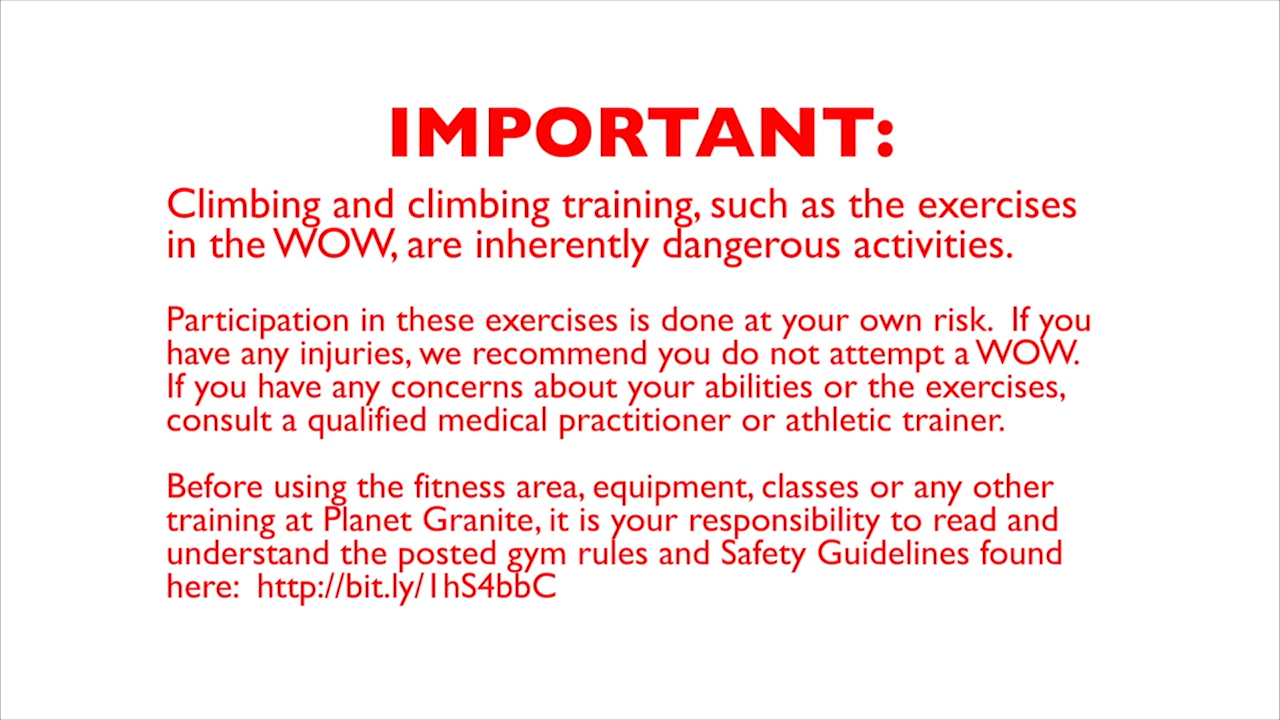 IMPORTANT:
Climbing and climbing training, such as the exercises
in the WOW, are inherently dangerous activities.
Participation in these exercises is done at your own risk.  If you
have any injuries, we recommend you do not attempt a WOW.
If you have any concerns about your abilities or the exercises,
consult a qualified medical practitioner or athletic trainer.
Before using the fitness area, equipment, classes or any other
training at Planet Granite, it is your responsibility to read and
understand the posted gym rules and Safety Guidelines found
here:  http://bit.ly/1hS4bbC